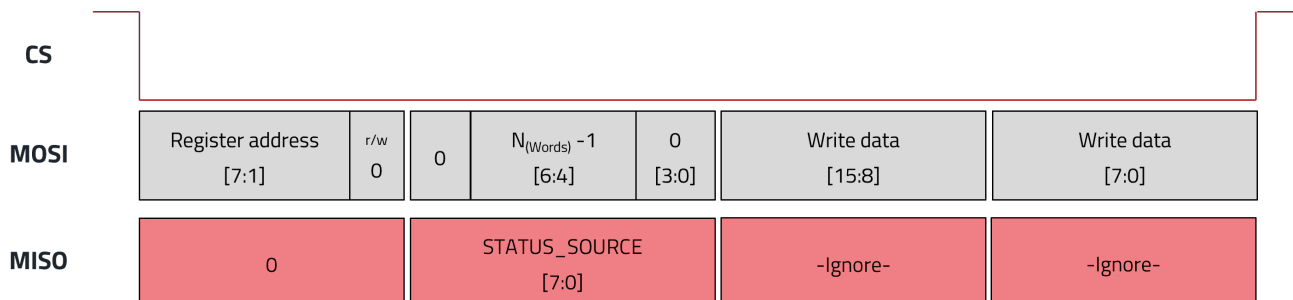 CS
MOSI
Register address
[7:1]
r/w
0
0
N(Words) -1
[6:4]
0
[3:0]
Write data
[15:8]
Write data
[7:0]
MISO
0
STATUS_SOURCE
[7:0]
-Ignore-
-Ignore-